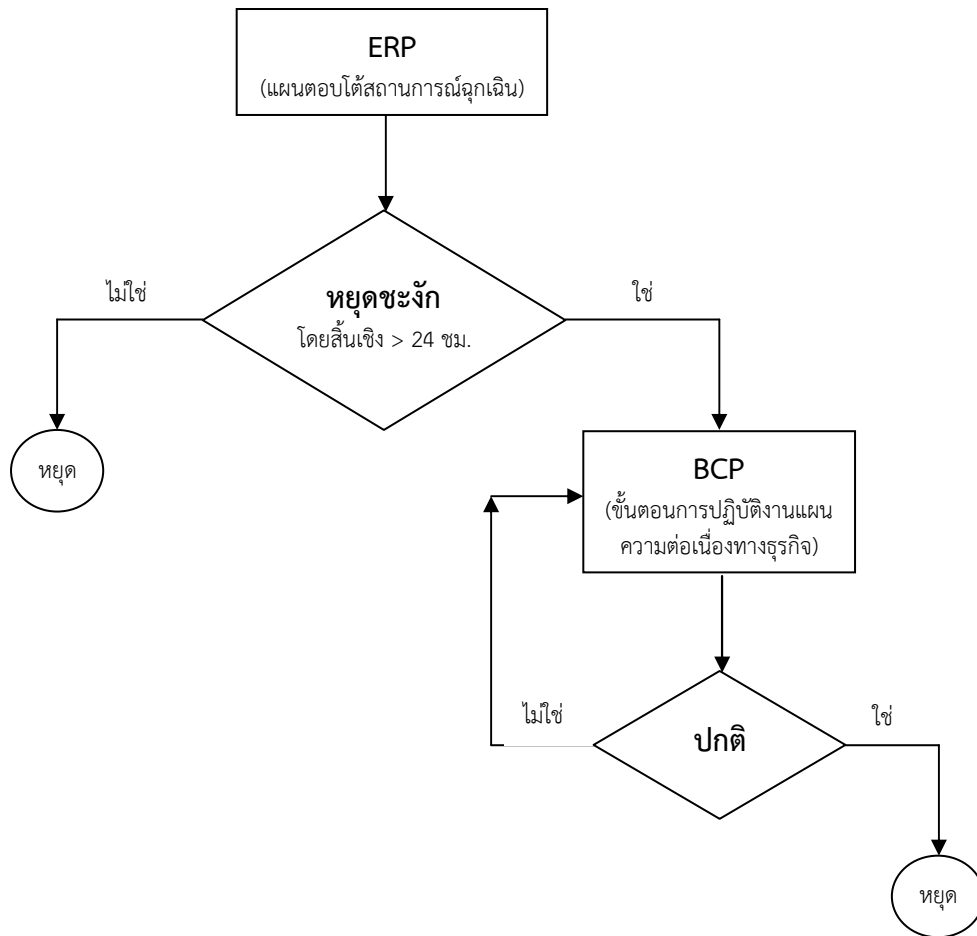 ERP
(แผนตอบโต้สถานการณ์ฉุกเฉิน)
ไม่ใช่
ใช่
หยุดชะงัก
โดยสิ้นเชิง > 24 ชม.
หยุด
BCP
(ขั้นตอนการปฏิบัติงานแผน
ความต่อเนื่องทางธุรกิจ)
ไม่ใช่
ใช่
ปกติ
หยุด